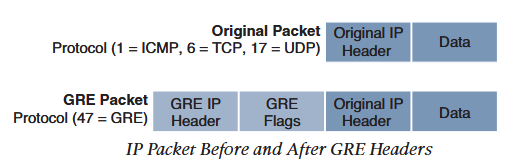 Original Packet
Protocol (1 = ICMP, 6 = TCP, 17 = UDP)
Original IP
Header
Data
GRE Packet
Protocol (47 = GRE)
GRE IP
Header
GRE
Flags
Original IP
Header
Data
IP Packet Before and After GRE Headers